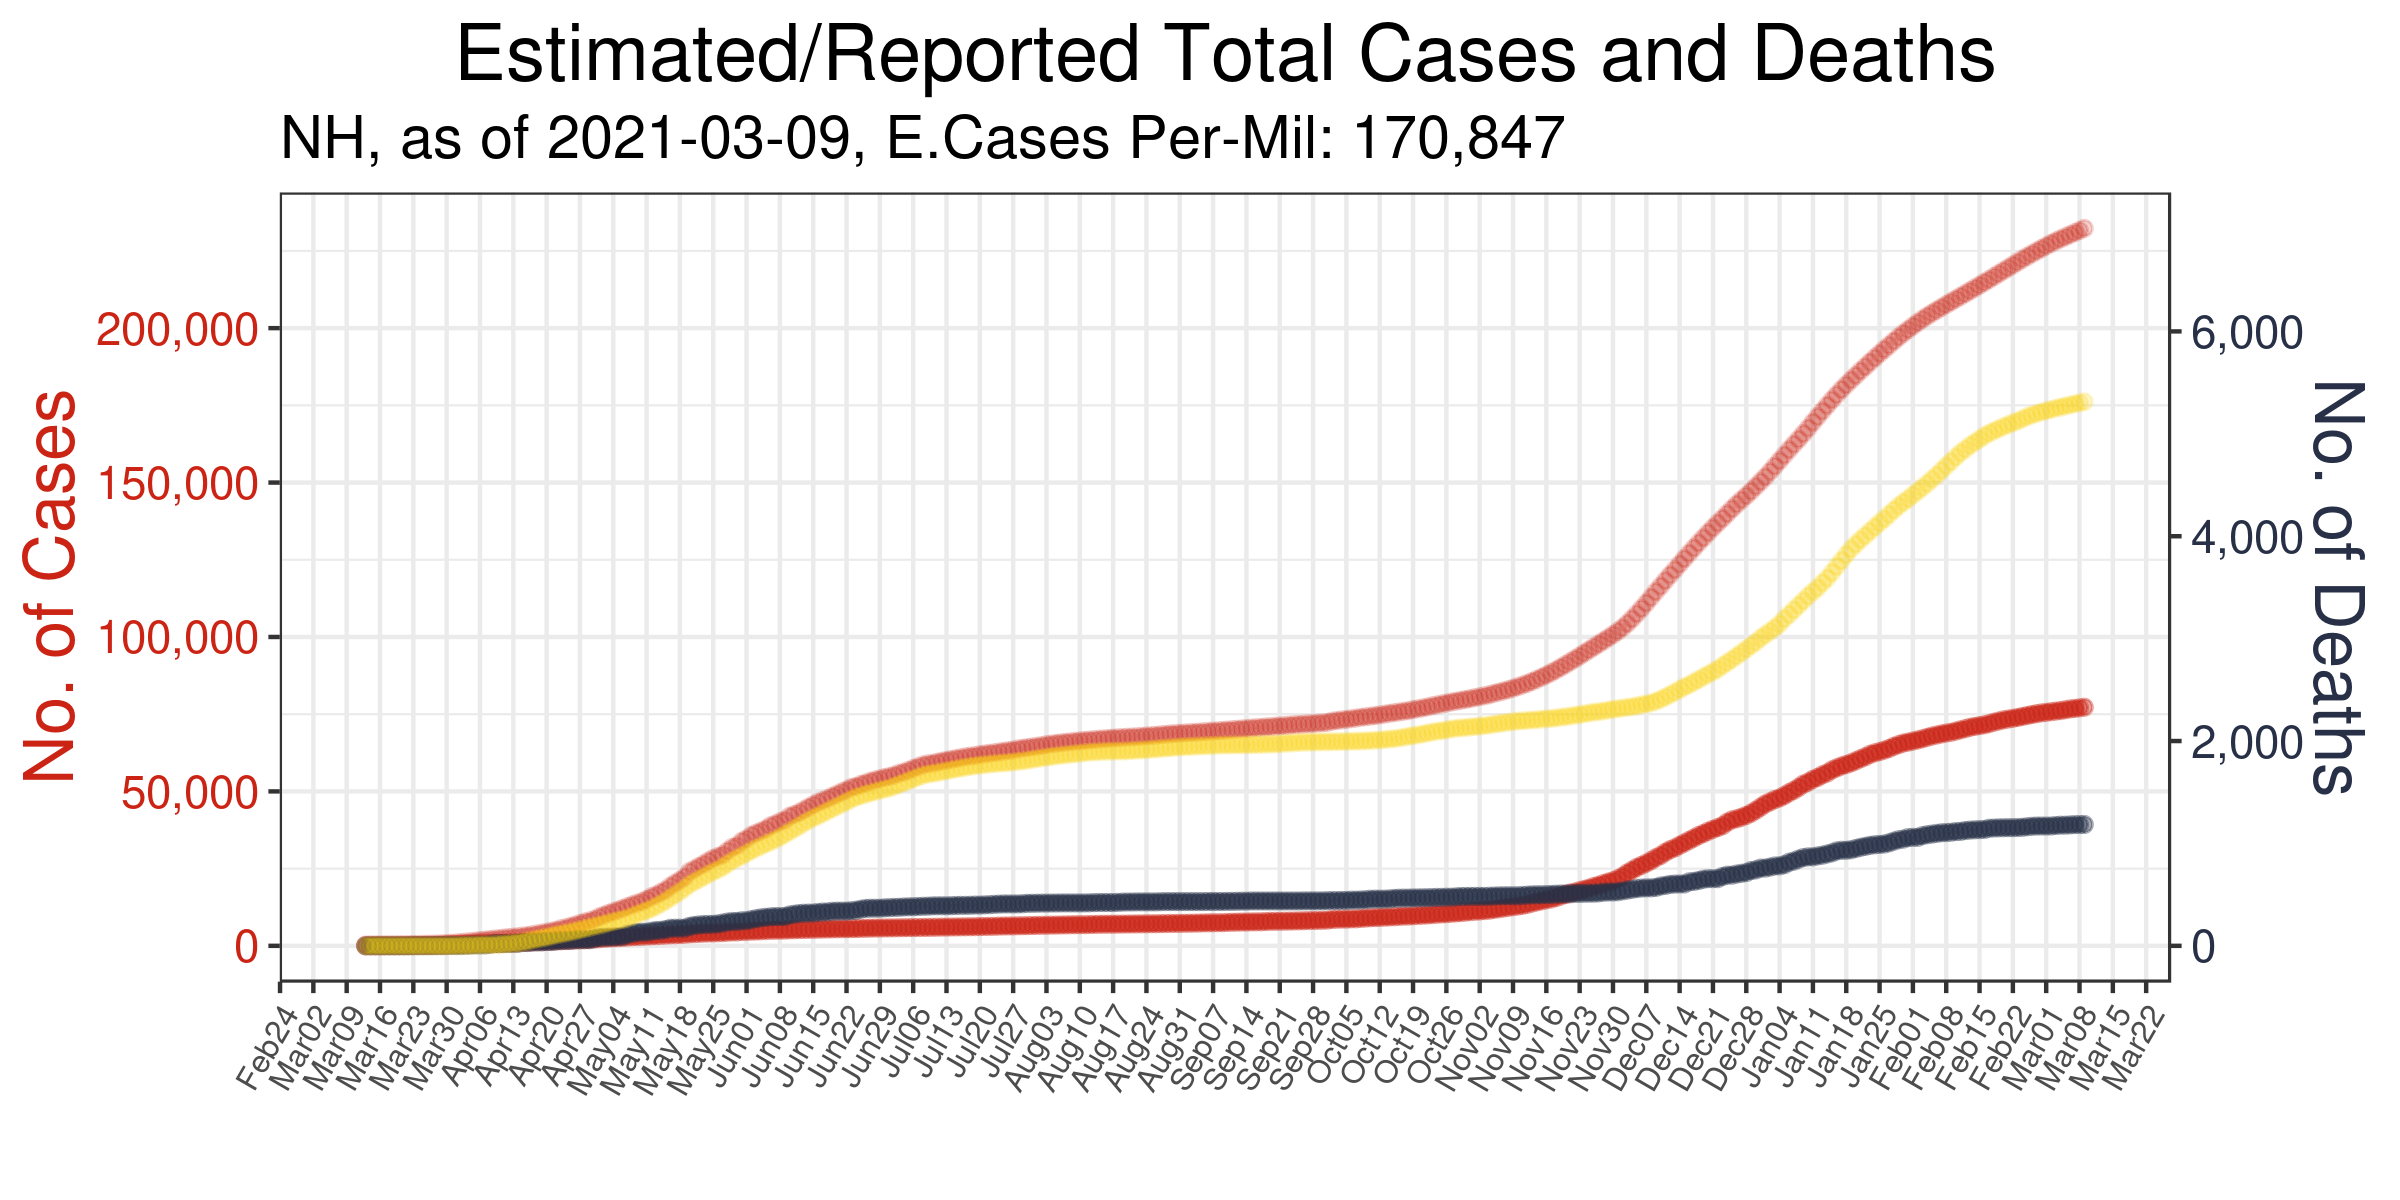 Estimated/Reported Total Cases and Deaths
NH, as of 2021-03-09, E.Cases Per-Mil: 170,847
No. of Cases
200,000
150,000
100,000
50,000
0
6,000
4,000
2,000
0
No. of Deaths
Feb24
Mar02
Mar09
Mar16
Mar23
Mar30
Apr06
Apr13
Apr20
Apr27
May04
May11
May18
May25
Jun01
Jun08
Jun15
Jun22
Jun29
Jul06
Jul13
Jul20
Jul27
Aug03
Aug10
Aug17
Aug24
Aug31
Sep07
Sep14
Sep21
Sep28
Oct05
Oct12
Oct19
Oct26
Nov02
Nov09
Nov16
Nov23
Nov30
Dec07
Dec14
Dec21
Dec28
Jan04
Jan11
Jan18
Jan25
Feb01
Feb08
Feb15
Feb22
Mar01
Mar08
Mar15
Mar22